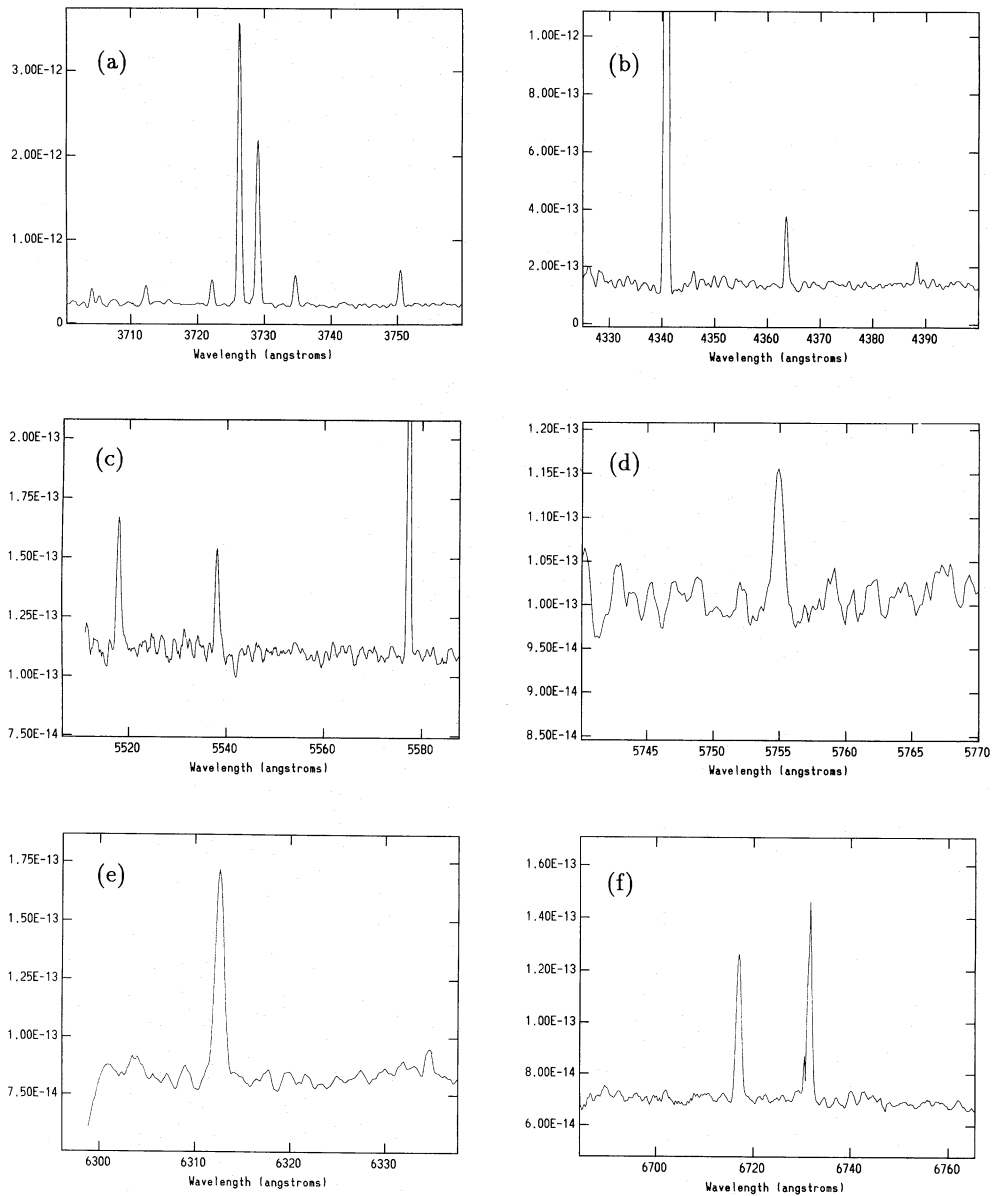 (a)
3.00E-12
2.00E-12
1.00E-12
0
3710 3720 3730 3740 3750
Wavelength (angstroms)
(b)
1.00E-12
8.00E-13
6.00E-13
4.00E-13
2.00E-13
0
4330 4340 4350 4360 4370 4380 4390
Wavelength (angstroms)
(c)
2.00E-13
1.75E-13
1.50E-13
1.25E-13
1.00E-13
7.50E-14
5520 5540 5560 5580
Wavelength (angstroms)
(d)
1.20E-13
1.15E-13
1.10E-13
1.05E-13
1.00E-13
9.50E-14
9.00E-14
8.50E-14
5745 5750 5755 5760 5765 5770
Wavelength (angstroms)
(e)
1.75E-13
1.50E-13
1.25E-13
1.00E-13
7.50E-14
6300 6310 6320 6330
Wavelength (angstroms)
(f)
1.60E-13
1.40E-13
1.20E-13
1.00E-13
8.00E-14
6.00E-14
6700 6720 6740 6760
Wavelength (angstroms)